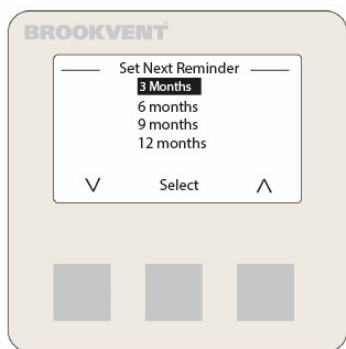 BROOKVENT
Set Next Reminder
3 Months
6 months
9 months
12 months
Select